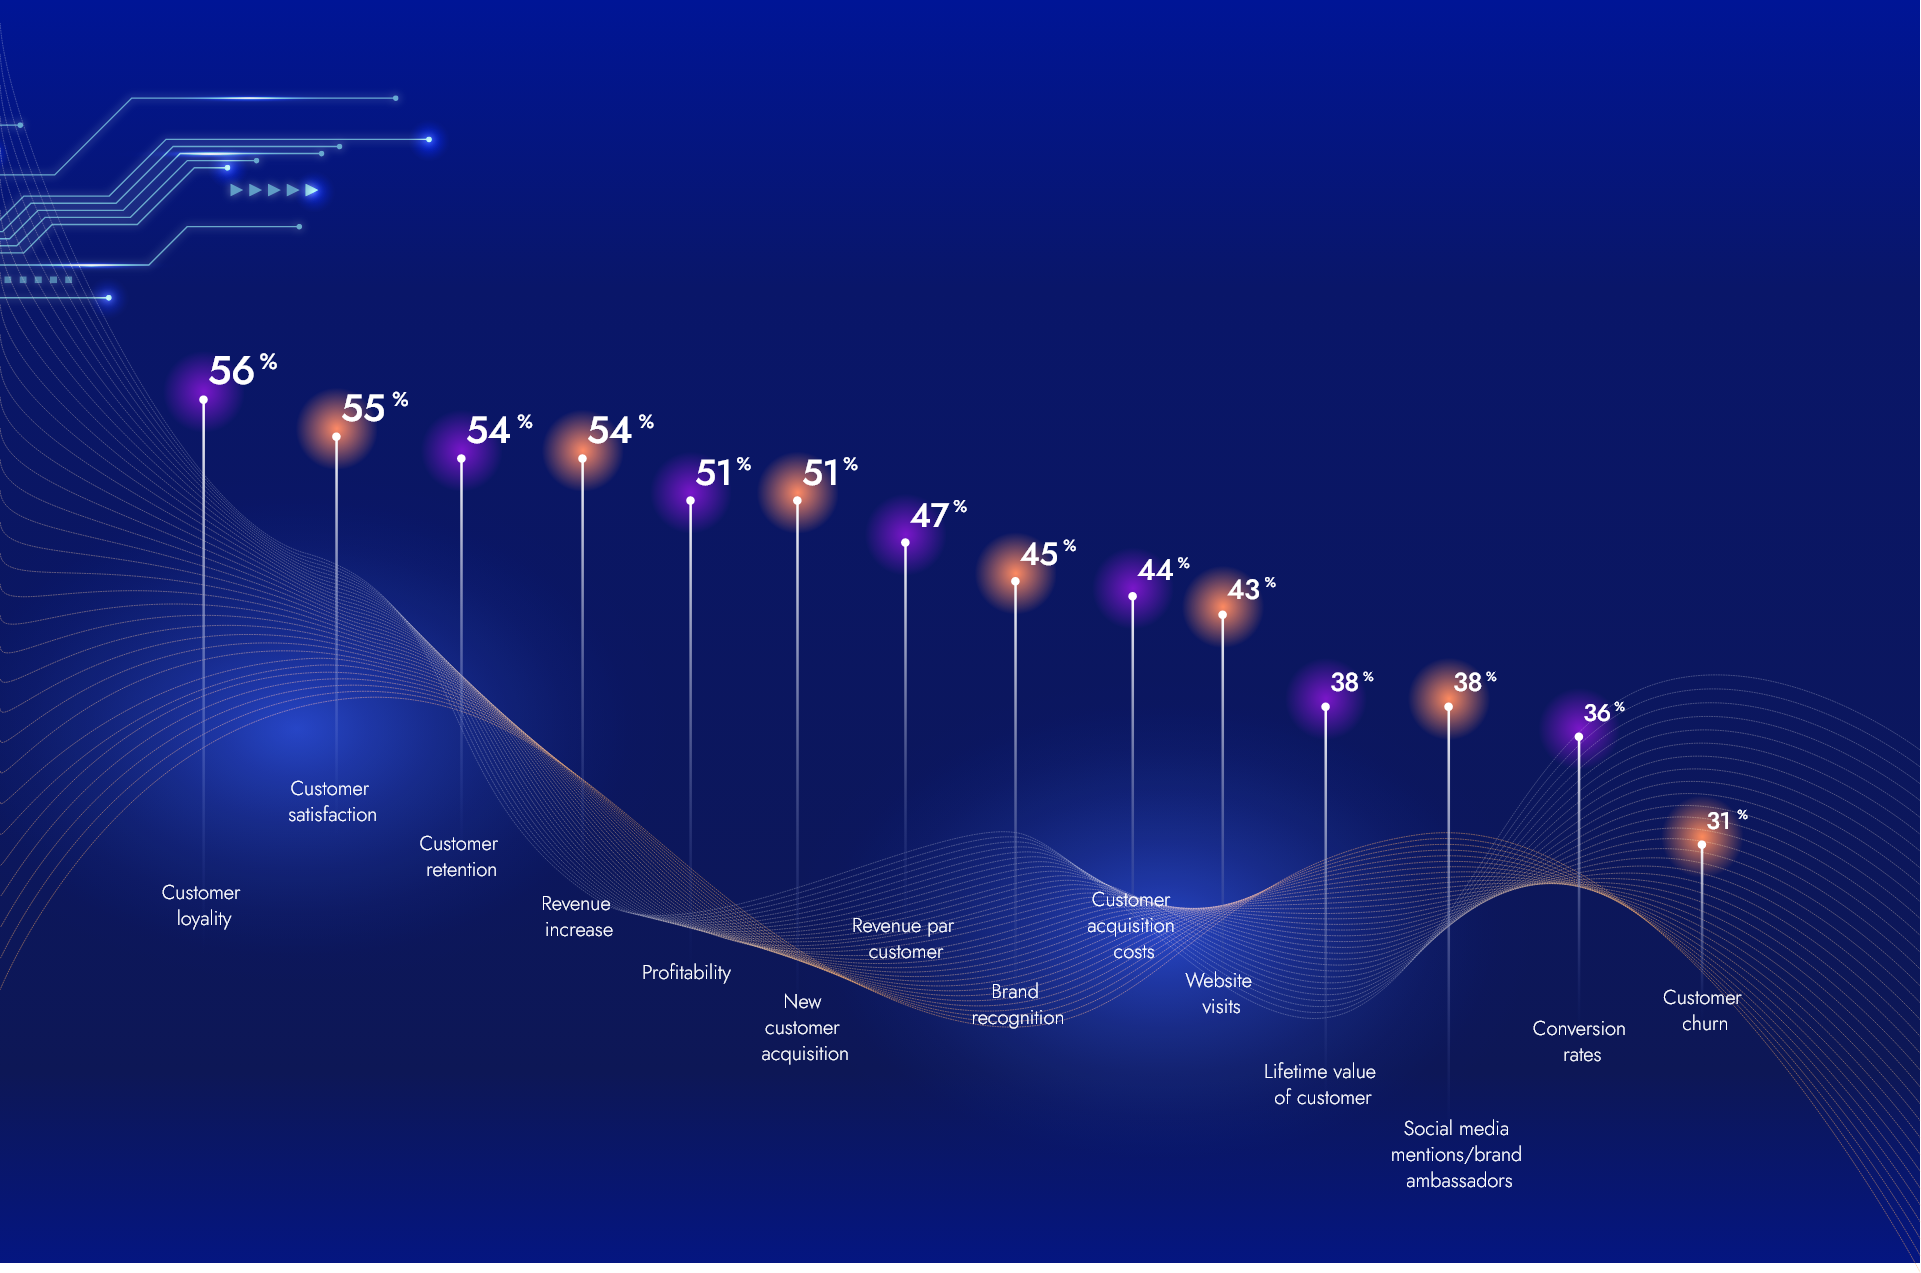 56 %
55 %
54 %
54 %
51 %
51 %
47 %
45 %
44 %
43 %
38 %
38 %
36 %
31 %
Customer
loyality
Customer
satisfaction
Customer
retention
Revenue
increase
Profitability
New
customer
acquisition
Revenue par
customer
Brand
recognition
Customer
acquisition
costs
Website
visits
Lifetime value
of customer
Social media
mentions/brand
ambassadors
Conversion
rates
Customer
churn